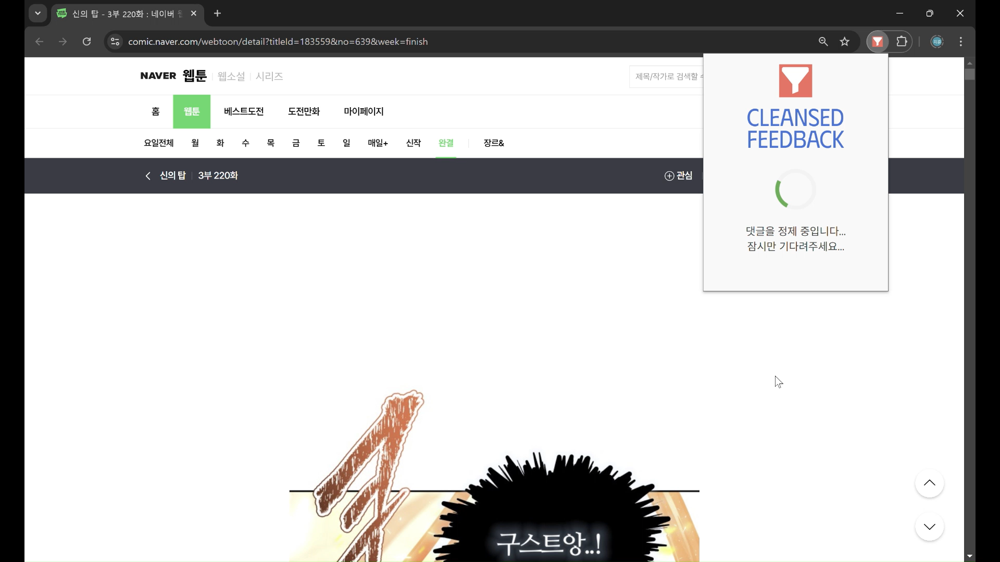 신의 탑 - 3부 220화 : 네이버
comic.naver.com/webtoon/detail?titleId=183559&no=639&week=finish
지훈
NAVER 웹툰 웹소설 시리즈
제목/작가로 검색할
홈 웹툰 베스트도전 도전만화 마이페이지
요일전체 월 화 수 목 금 토 일 매일+ 신작 완결 장르&
신의 탑 3부 220화
관심
CLEANSED
FEEDBACK
댓글을 정제 중입니다...
잠시만 기다려주세요...
구스트앙..!